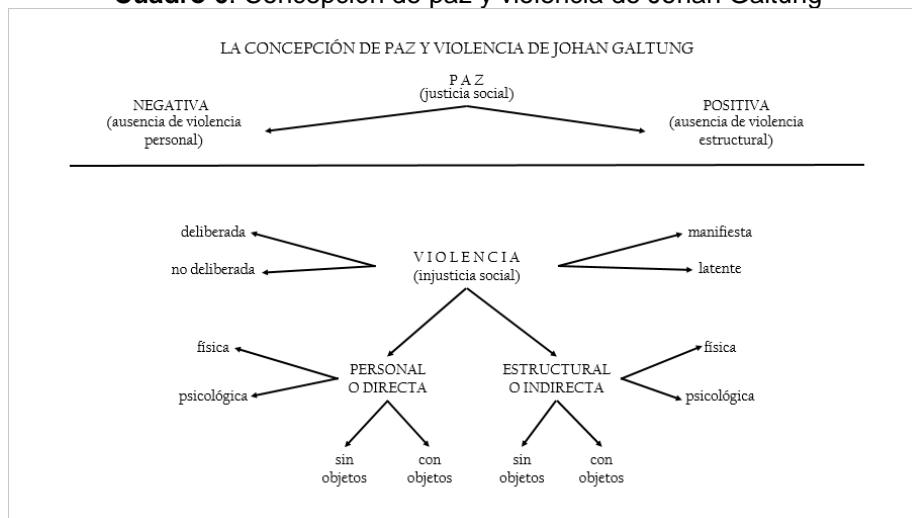 Concepción de paz y violencia de Johan Galtung
LA CONCEPCIÓN DE PAZ Y VIOLENCIA DE JOHAN GALTUNG
P A Z
(justicia social)
NEGATIVA
(ausencia de violencia
personal)
POSITIVA
(ausencia de violencia
estructural)
deliberada
no deliberada
V I O L E N C I A
(injusticia social)
manifiesta
latente
física
psicológica
PERSONAL
O DIRECTA
ESTRUCTURAL
O INDIRECTA
física
psicológica
sin
objetos
con
objetos
sin
objetos
con
objetos